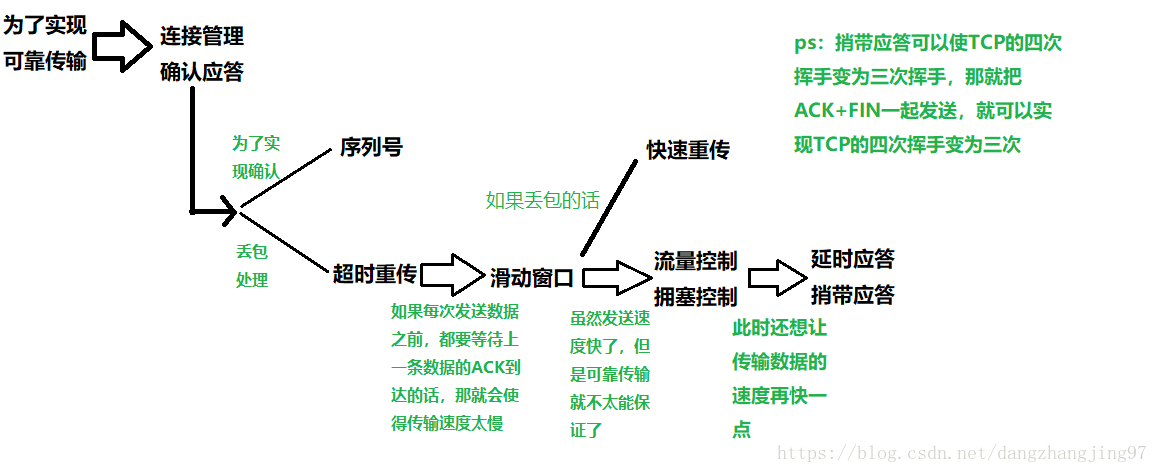 为了实现
可靠传输
连接管理
确认应答
ps：捎带应答可以使TCP的四次
挥手变为三次挥手，那就把
ACK+FIN一起发送，就可以实
现TCP的四次挥手变为三次
为了实
现确认
序列号
快速重传
如果丢包的话
丢包
处理
超时重传
滑动窗口
流量控制
拥塞控制
延时应答
捎带应答
如果每次发送数据
之前，都要等待上
一条数据的ACK到
达的话，那就会使
得传输速度太慢
虽然发送速
度快了，但
是可靠传输
就不太能保
证了
此时还想让
传输数据的
速度再快一
点
https://blog.csdn.net/dangzhangjing97